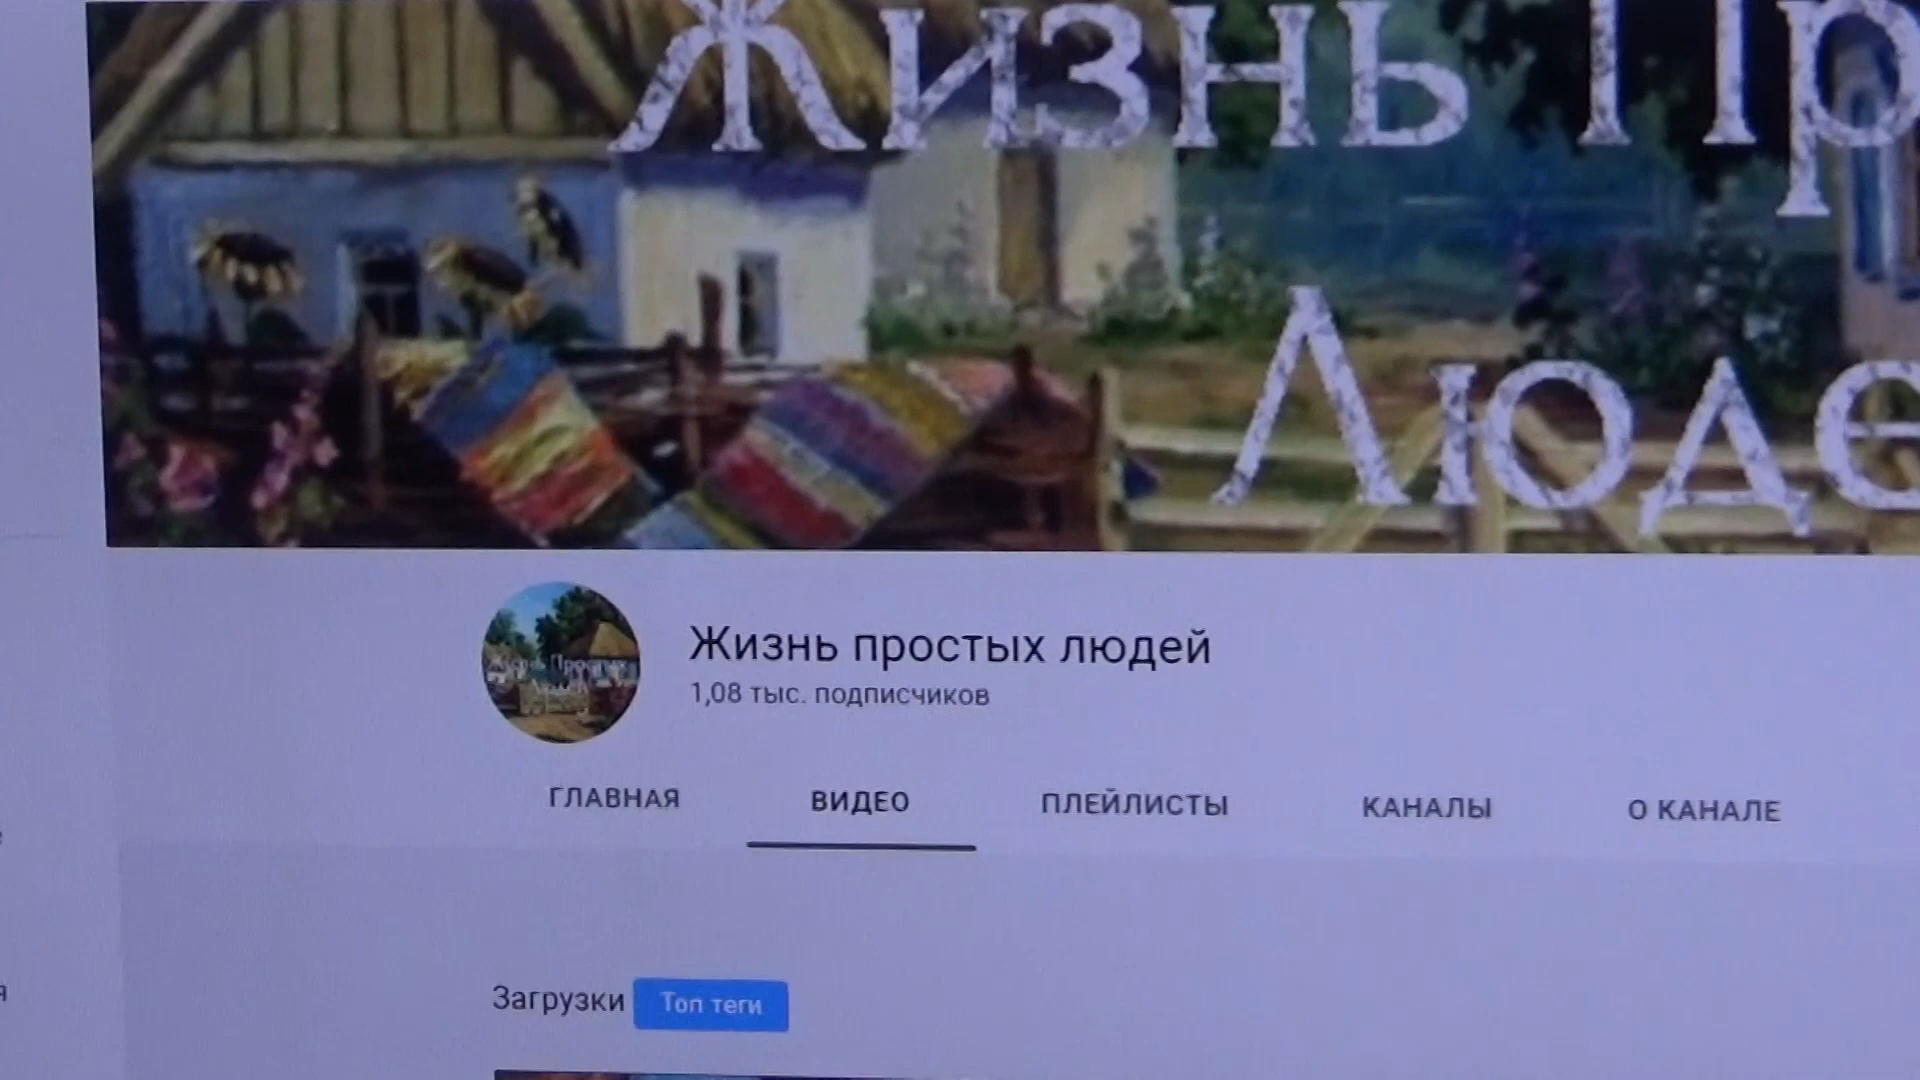 Жизнь Пр
Люде
Жизнь простых людей
1,08 тыс. подписчиков
ГЛАВНАЯ ВИДЕО ПЛЕЙЛИСТЫ КАНАЛЫ О КАНАЛЕ
Загрузки Топ теги